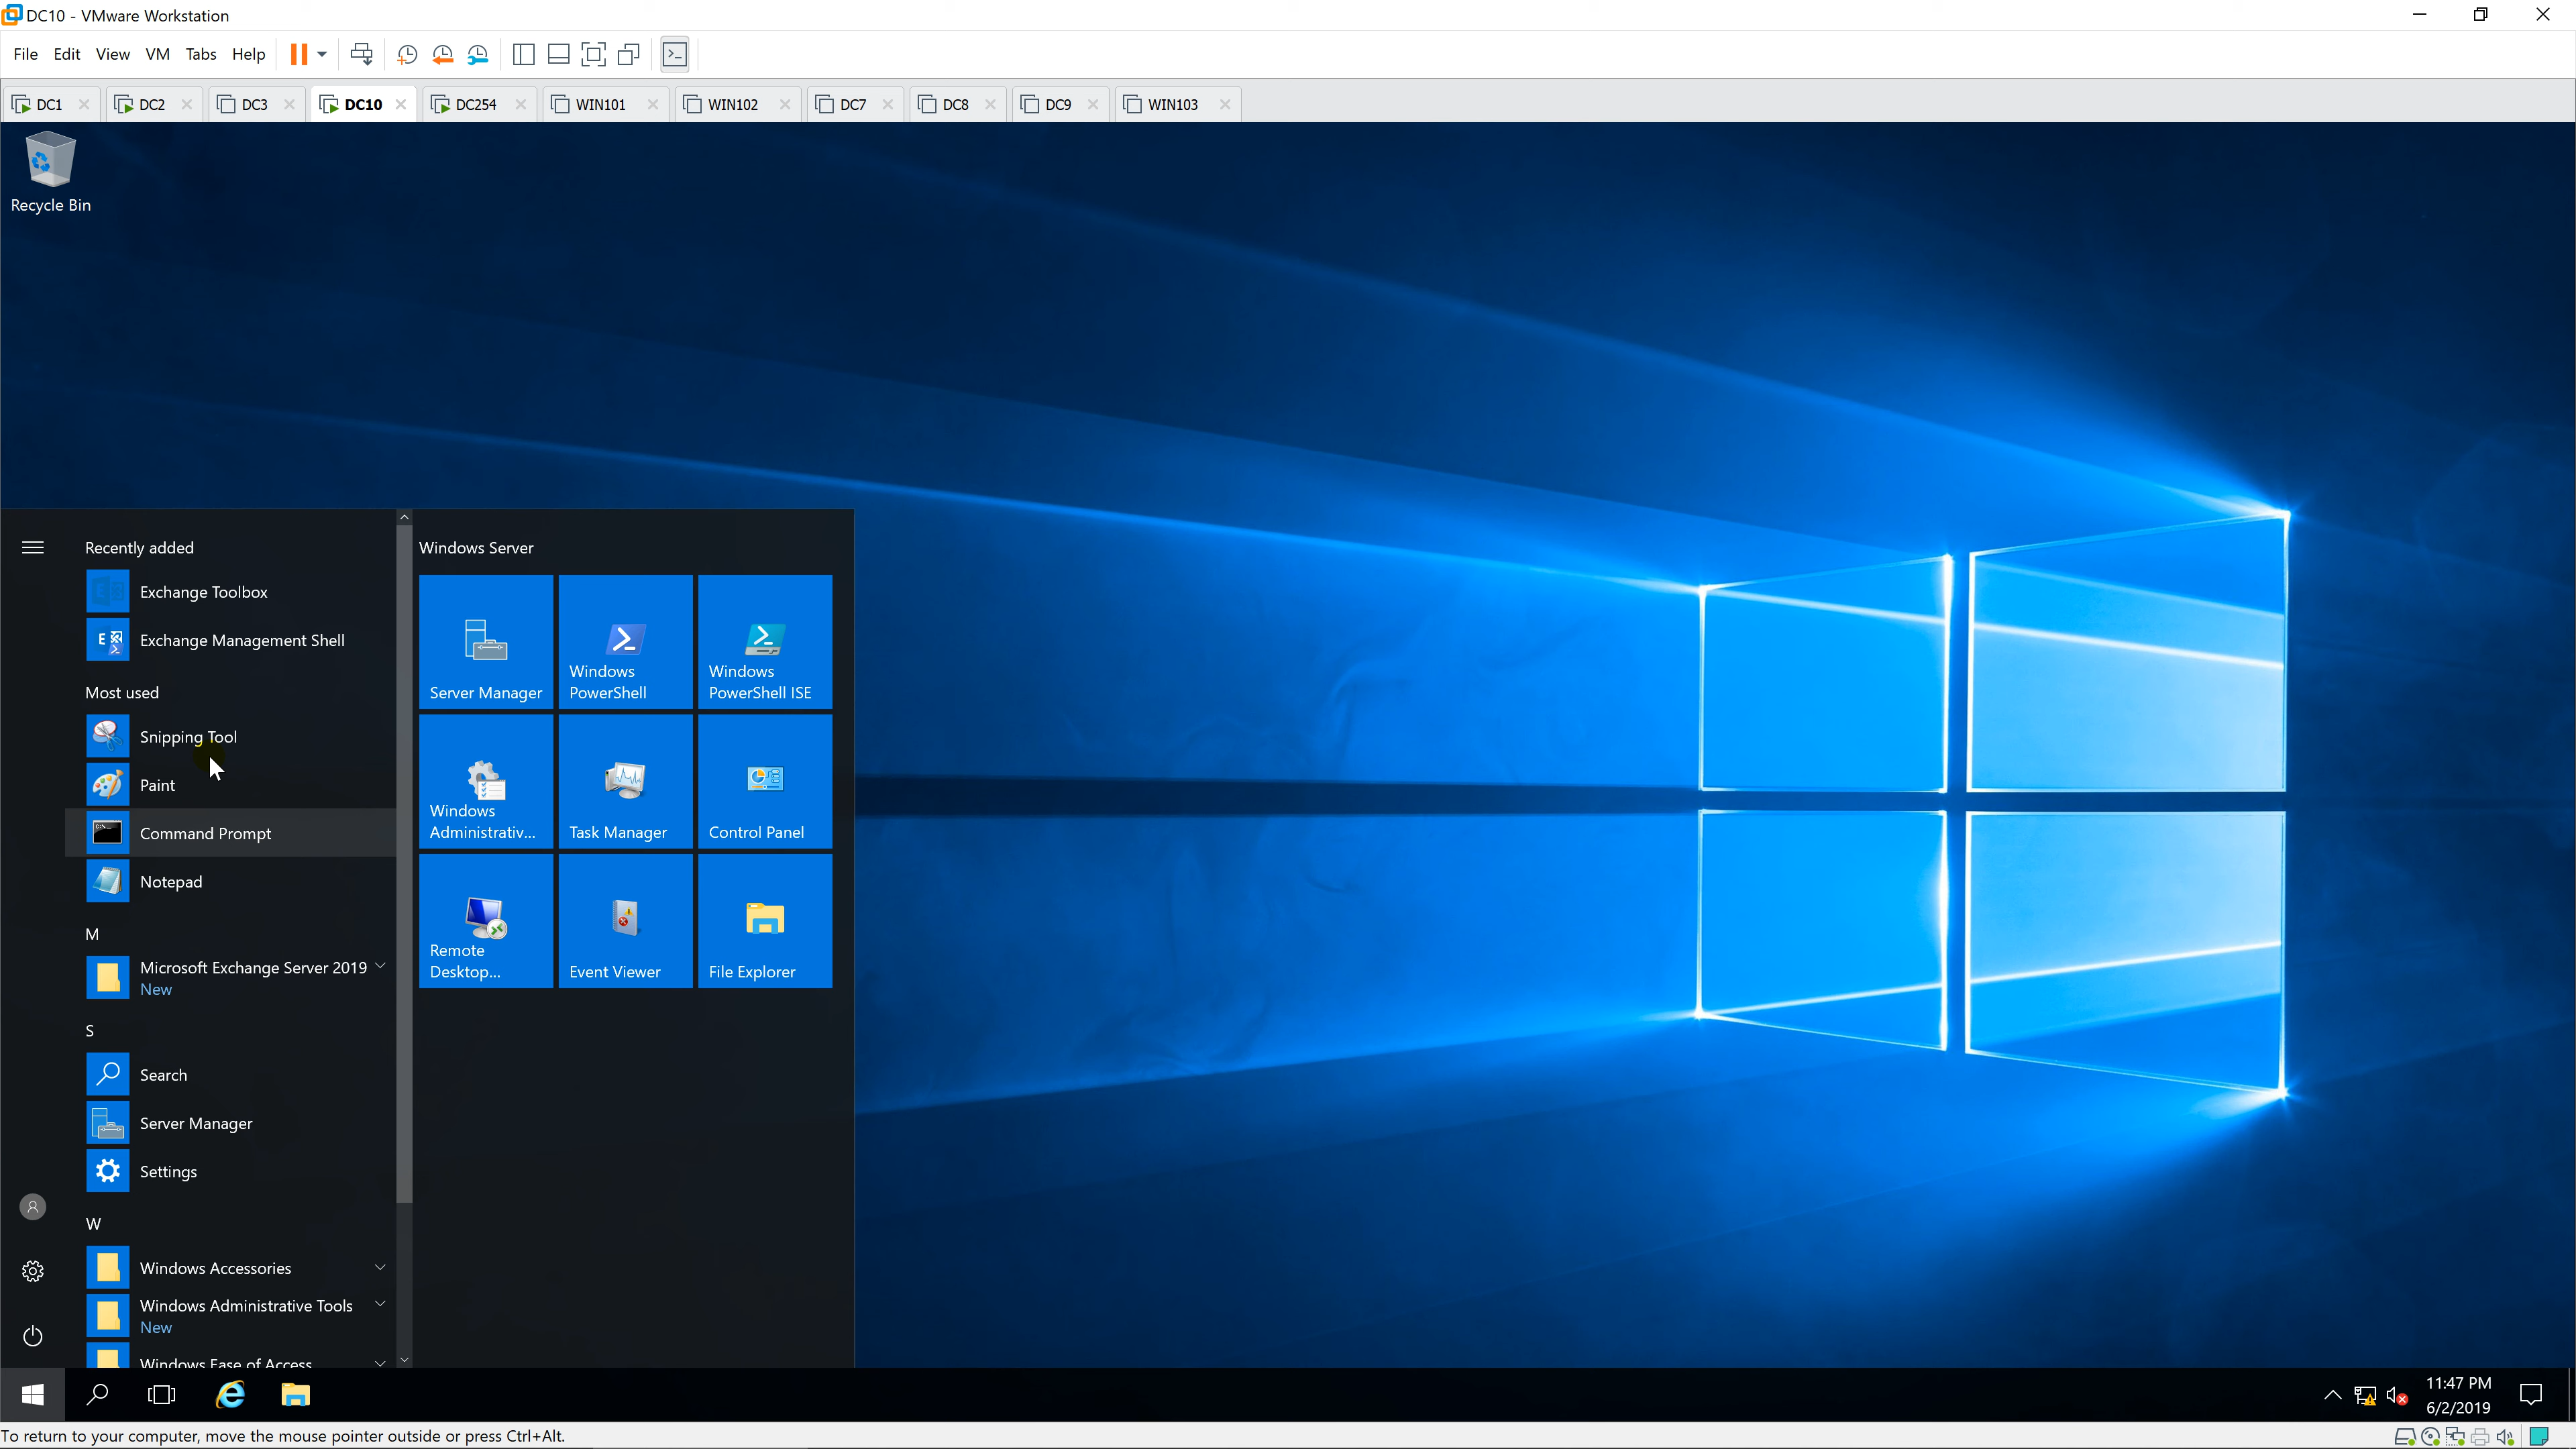 DC10 - VMware Workstation
File Edit View VM Tabs Help
DC1 DC2 DC3 DC10 DC254 WIN101 WIN102 DC7 DC8 DC9 WIN103
Recycle Bin
Recently added
Exchange Toolbox
Exchange Management Shell
Most used
Snipping Tool
Paint
Command Prompt
Notepad
M
Microsoft Exchange Server 2019
New
S
Search
Server Manager
Settings
W
Windows Accessories
Windows Administrative Tools
New
Windows Ease of Access
Windows Server
Server Manager
Windows
PowerShell
Windows
PowerShell ISE
Windows
Administrativ...
Task Manager
Control Panel
Remote
Desktop...
Event Viewer
File Explorer
11:47 PM
6/2/2019
To return to your computer, move the mouse pointer outside or press Ctrl+Alt.